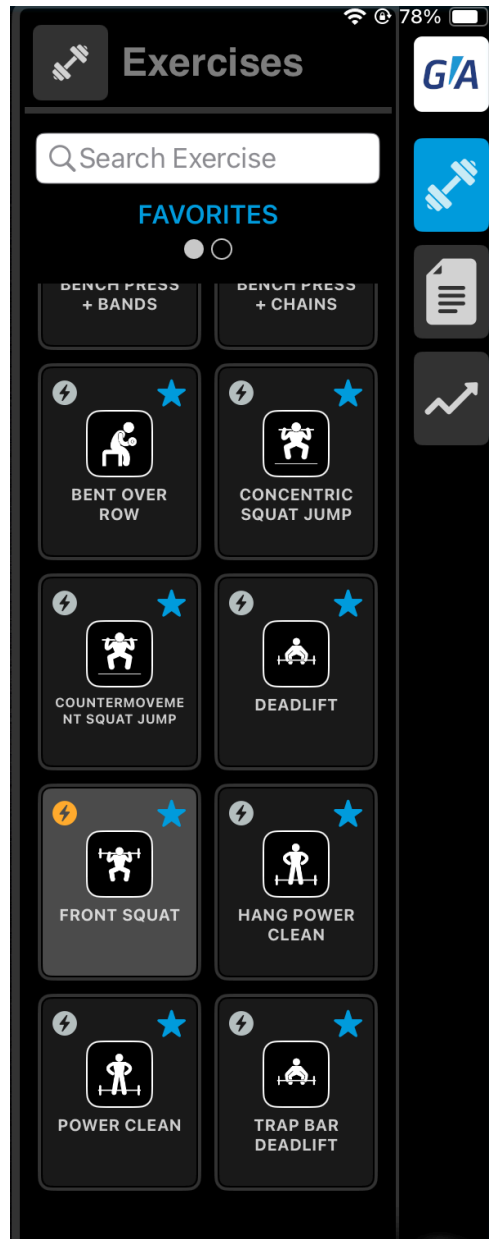 78%
Exercises
G/A
Search Exercise
FAVORITES
BENCH PRESS
+ BANDS
BENCH PRESS
+ CHAINS
BENT OVER
ROW
CONCENTRIC
SQUAT JUMP
COUNTERMOVEME
NT SQUAT JUMP
DEADLIFT
FRONT SQUAT
HANG POWER
CLEAN
POWER CLEAN
TRAP BAR
DEADLIFT